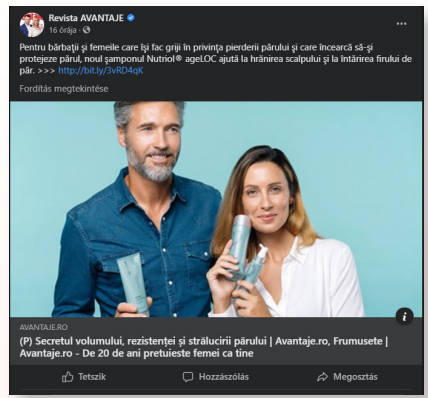 Revista AVANTAJE
16 órája ·
Pentru bărbații și femeile care își fac griji în privința pierderii părului și care încearcă să-și
protejeze părul, noul șamponul Nutriol® ageLOC ajută la hrănirea scalpului și la întărirea firului de
păr. >>> http://bit.ly/3vRD4qK
Fordítás megtekintése
AVANTAJE.RO
(P) Secretul volumului, rezistenței și strălucirii părului | Avantaje.ro, Frumusete |
Avantaje.ro - De 20 de ani pretuieste femei ca tine
Tetszik
Hozzászólás
Megosztás